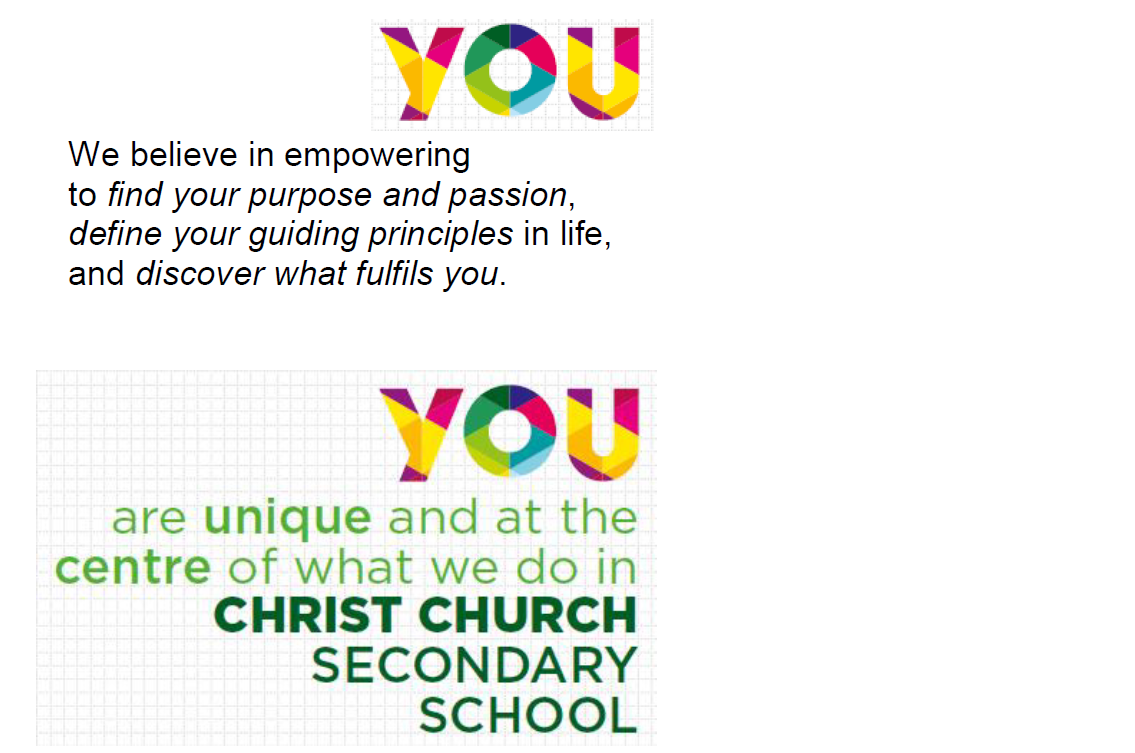 YOU
We believe in empowering
to find your purpose and passion,
define your guiding principles in life,
and discover what fulfils you.
YOU
are unique and at the
centre of what we do in
CHRIST CHURCH
SECONDARY
SCHOOL